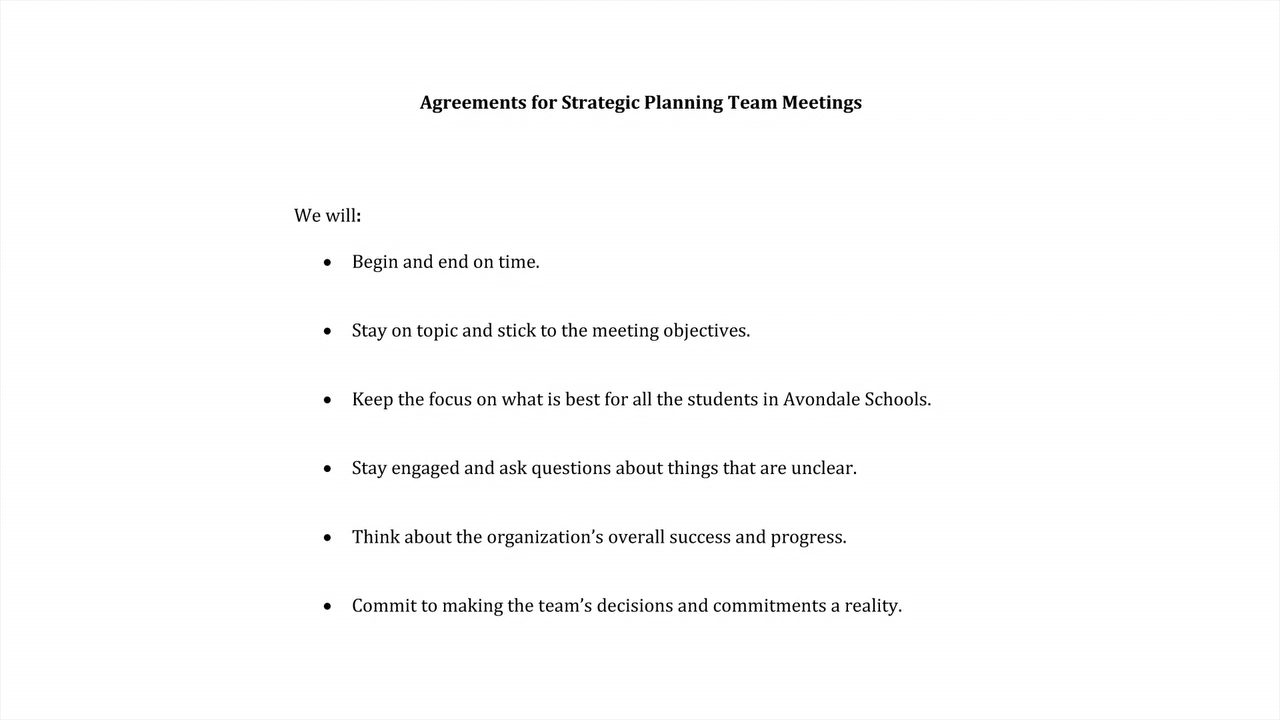 Agreements for Strategic Planning Team Meetings
We will:
• Begin and end on time.
• Stay on topic and stick to the meeting objectives.
• Keep the focus on what is best for all the students in Avondale Schools.
• Stay engaged and ask questions about things that are unclear.
• Think about the organization’s overall success and progress.
• Commit to making the team’s decisions and commitments a reality.